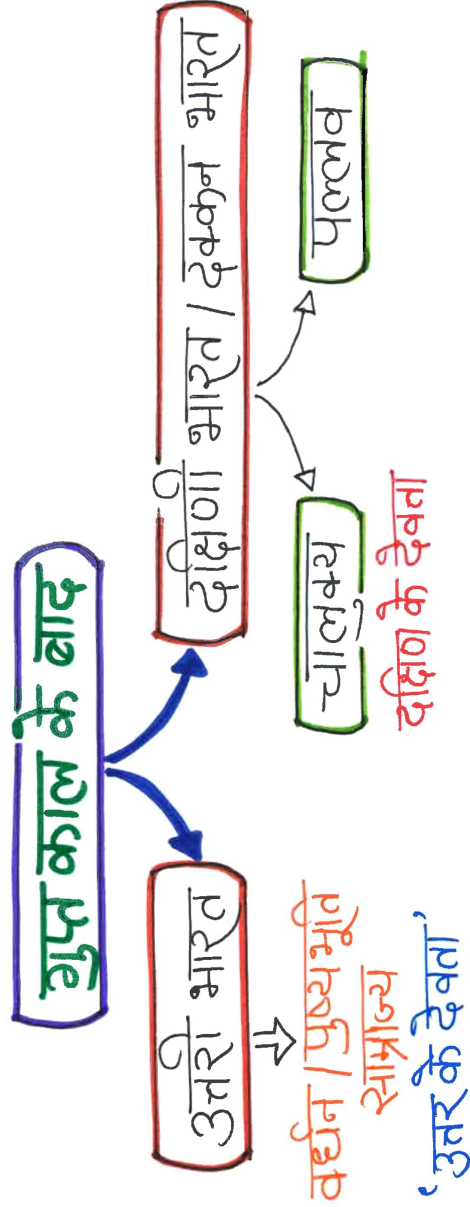 गुप्त काल के बाद
उत्तरी भारत
दक्षिणी भारत / दक्कन भारत
वर्धन / पुष्यभूति
साम्राज्य
'उत्तर के देवता'
चालुक्य
दक्षिण के देवता
पल्लव